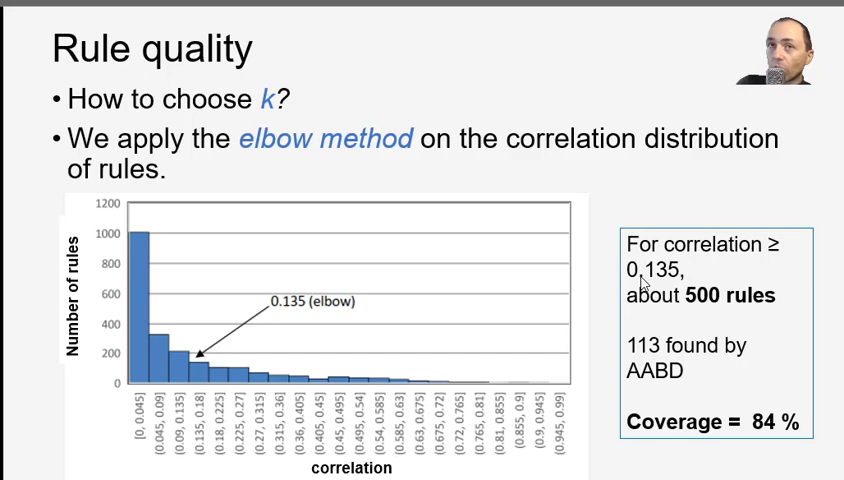 Rule quality
• How to choose k?
• We apply the elbow method on the correlation distribution
of rules.
1200
1000
800
600
400
200
0
Number of rules
0.135 (elbow)
[0, 0.045]
(0.045, 0.09]
(0.09, 0.135]
(0.135, 0.18]
(0.18, 0.225]
(0.225, 0.27]
(0.27, 0.315]
(0.315, 0.36]
(0.36, 0.405]
(0.405, 0.45]
(0.45, 0.495]
(0.495, 0.54]
(0.54, 0.585]
(0.585, 0.63]
(0.63, 0.675]
(0.675, 0.72]
(0.72, 0.765]
(0.765, 0.81]
(0.81, 0.855]
(0.855, 0.9]
(0.9, 0.945]
(0.945, 0.99]
correlation
For correlation ≥
0,135,
about 500 rules
113 found by
AABD
Coverage = 84 %